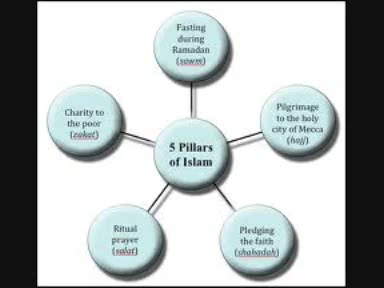 Fasting
during
Ramadan
(sawm)
Charity to
the poor
(zakat)
Pilgrimage
to the holy
city of Mecca
(hajj)
5 Pillars
of Islam
Ritual
prayer
(salat)
Pledging
the faith
(shahadah)